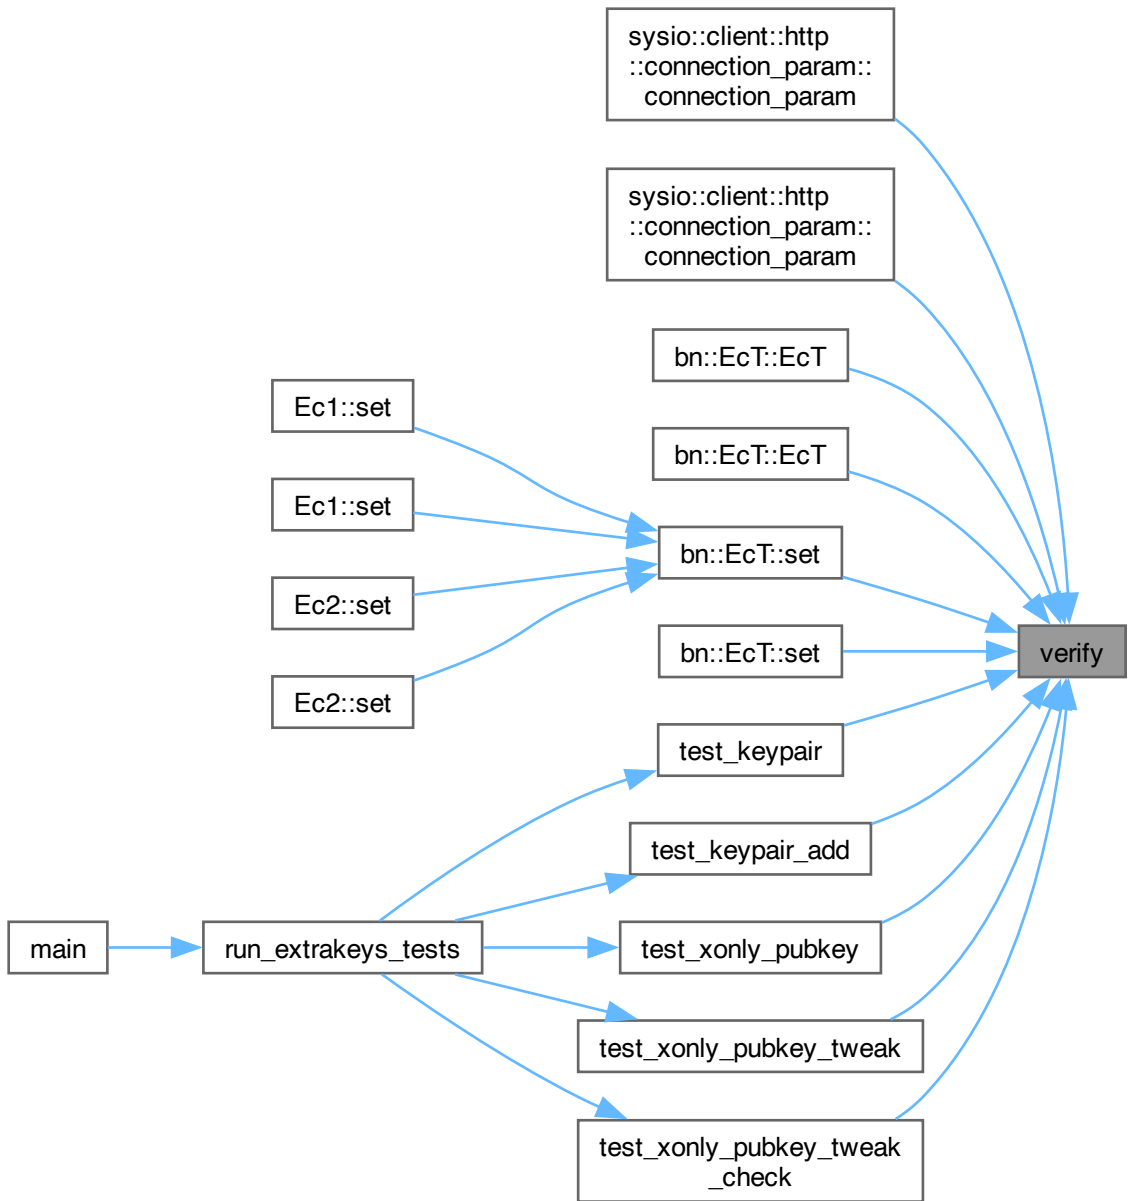 sysio::client::http
::connection_param::
connection_param
sysio::client::http
::connection_param::
connection_param
bn::EcT::EcT
Ec1::set
bn::EcT::EcT
Ec1::set
bn::EcT::set
Ec2::set
bn::EcT::set
verify
Ec2::set
test_keypair
test_keypair_add
main
run_extrakeys_tests
test_xonly_pubkey
test_xonly_pubkey_tweak
test_xonly_pubkey_tweak
_check